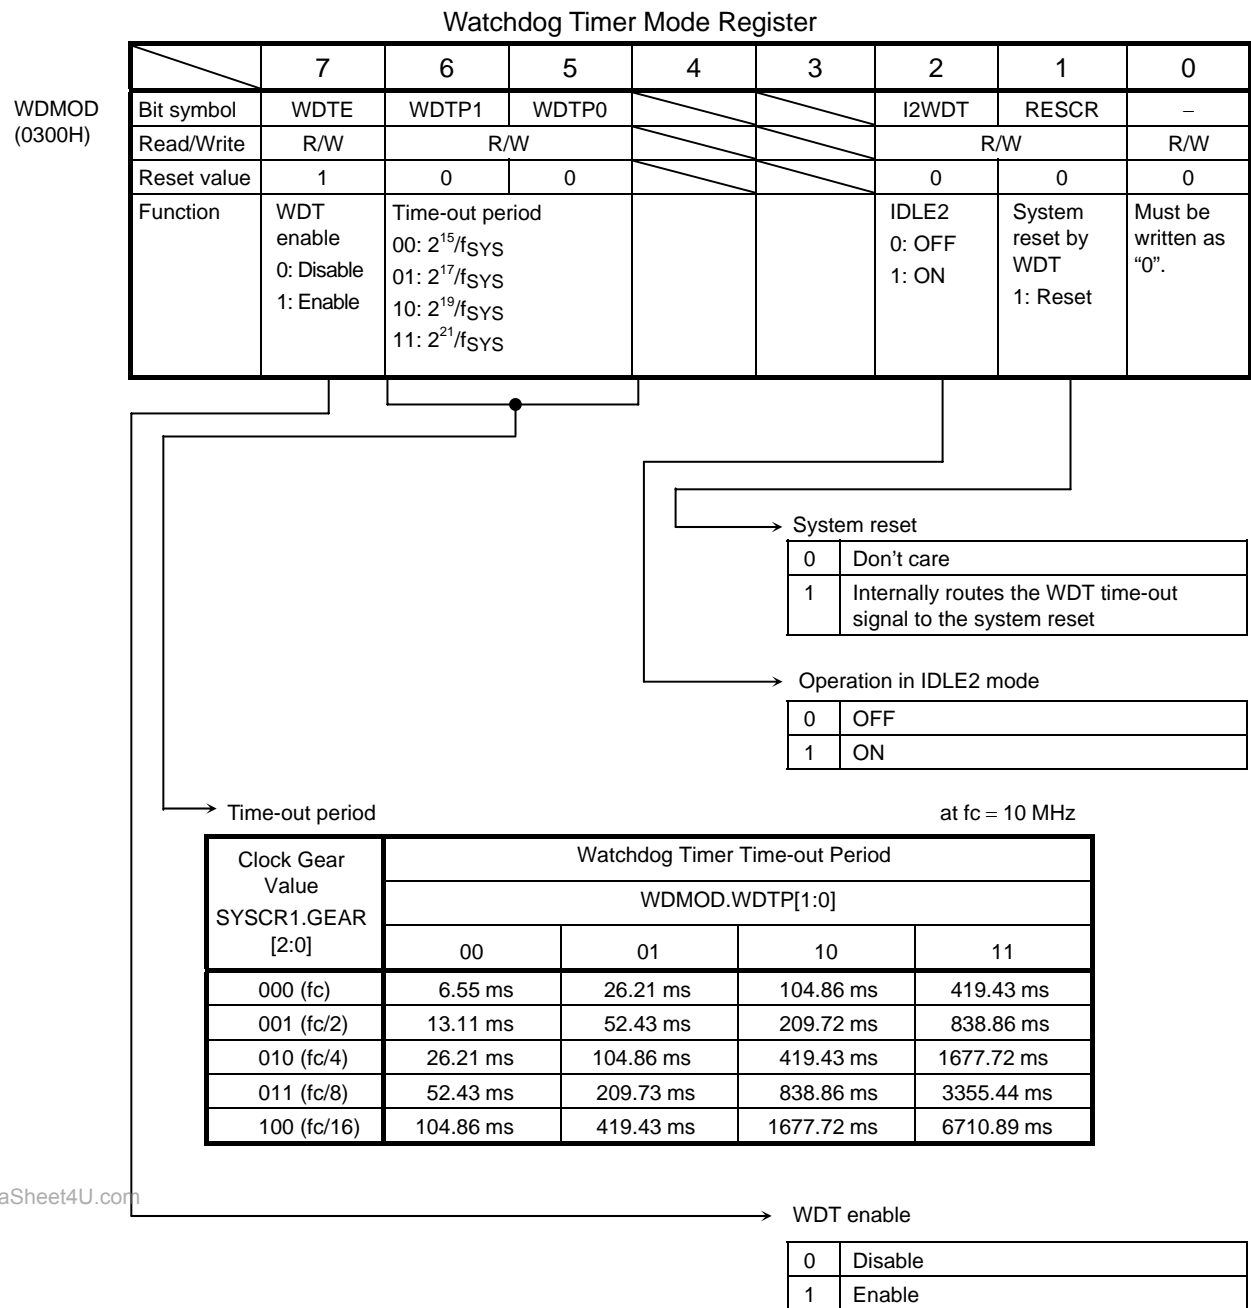 Watchdog Timer Mode Register
7 6 5 4 3 2 1 0
WDMOD (0300H)
Bit symbol WDTE WDTP1 WDTP0 I2WDT RESCR –
Read/Write R/W R/W R/W R/W
Reset value 1 0 0 0 0 0
Function
WDT enable
0: Disable
1: Enable
Time-out period
00: 2^15/fSYS
01: 2^17/fSYS
10: 2^19/fSYS
11: 2^21/fSYS
IDLE2
0: OFF
1: ON
System reset by WDT
1: Reset
Must be written as “0”.
System reset
0 Don’t care
1 Internally routes the WDT time-out
signal to the system reset
Operation in IDLE2 mode
0 OFF
1 ON
Time-out period at fc = 10 MHz
Clock Gear Value SYSCR1.GEAR [2:0]
Watchdog Timer Time-out Period
WDMOD.WDTP[1:0]
00 01 10 11
000 (fc) 6.55 ms 26.21 ms 104.86 ms 419.43 ms
001 (fc/2) 13.11 ms 52.43 ms 209.72 ms 838.86 ms
010 (fc/4) 26.21 ms 104.86 ms 419.43 ms 1677.72 ms
011 (fc/8) 52.43 ms 209.73 ms 838.86 ms 3355.44 ms
100 (fc/16) 104.86 ms 419.43 ms 1677.72 ms 6710.89 ms
aSheet4U.com
WDT enable
0 Disable
1 Enable